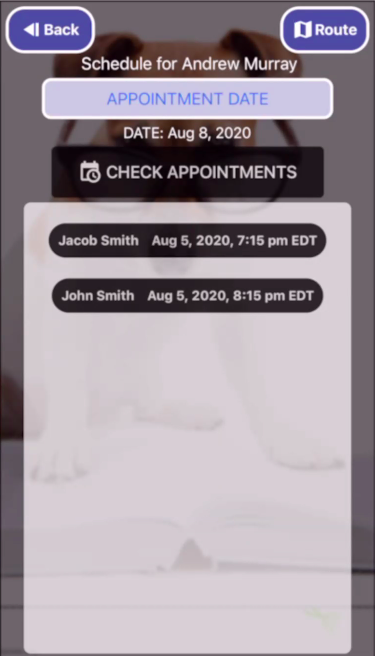 Back
Route
Schedule for Andrew Murray
APPOINTMENT DATE
DATE: Aug 8, 2020
CHECK APPOINTMENTS
Jacob Smith Aug 5, 2020, 7:15 pm EDT
John Smith Aug 5, 2020, 8:15 pm EDT